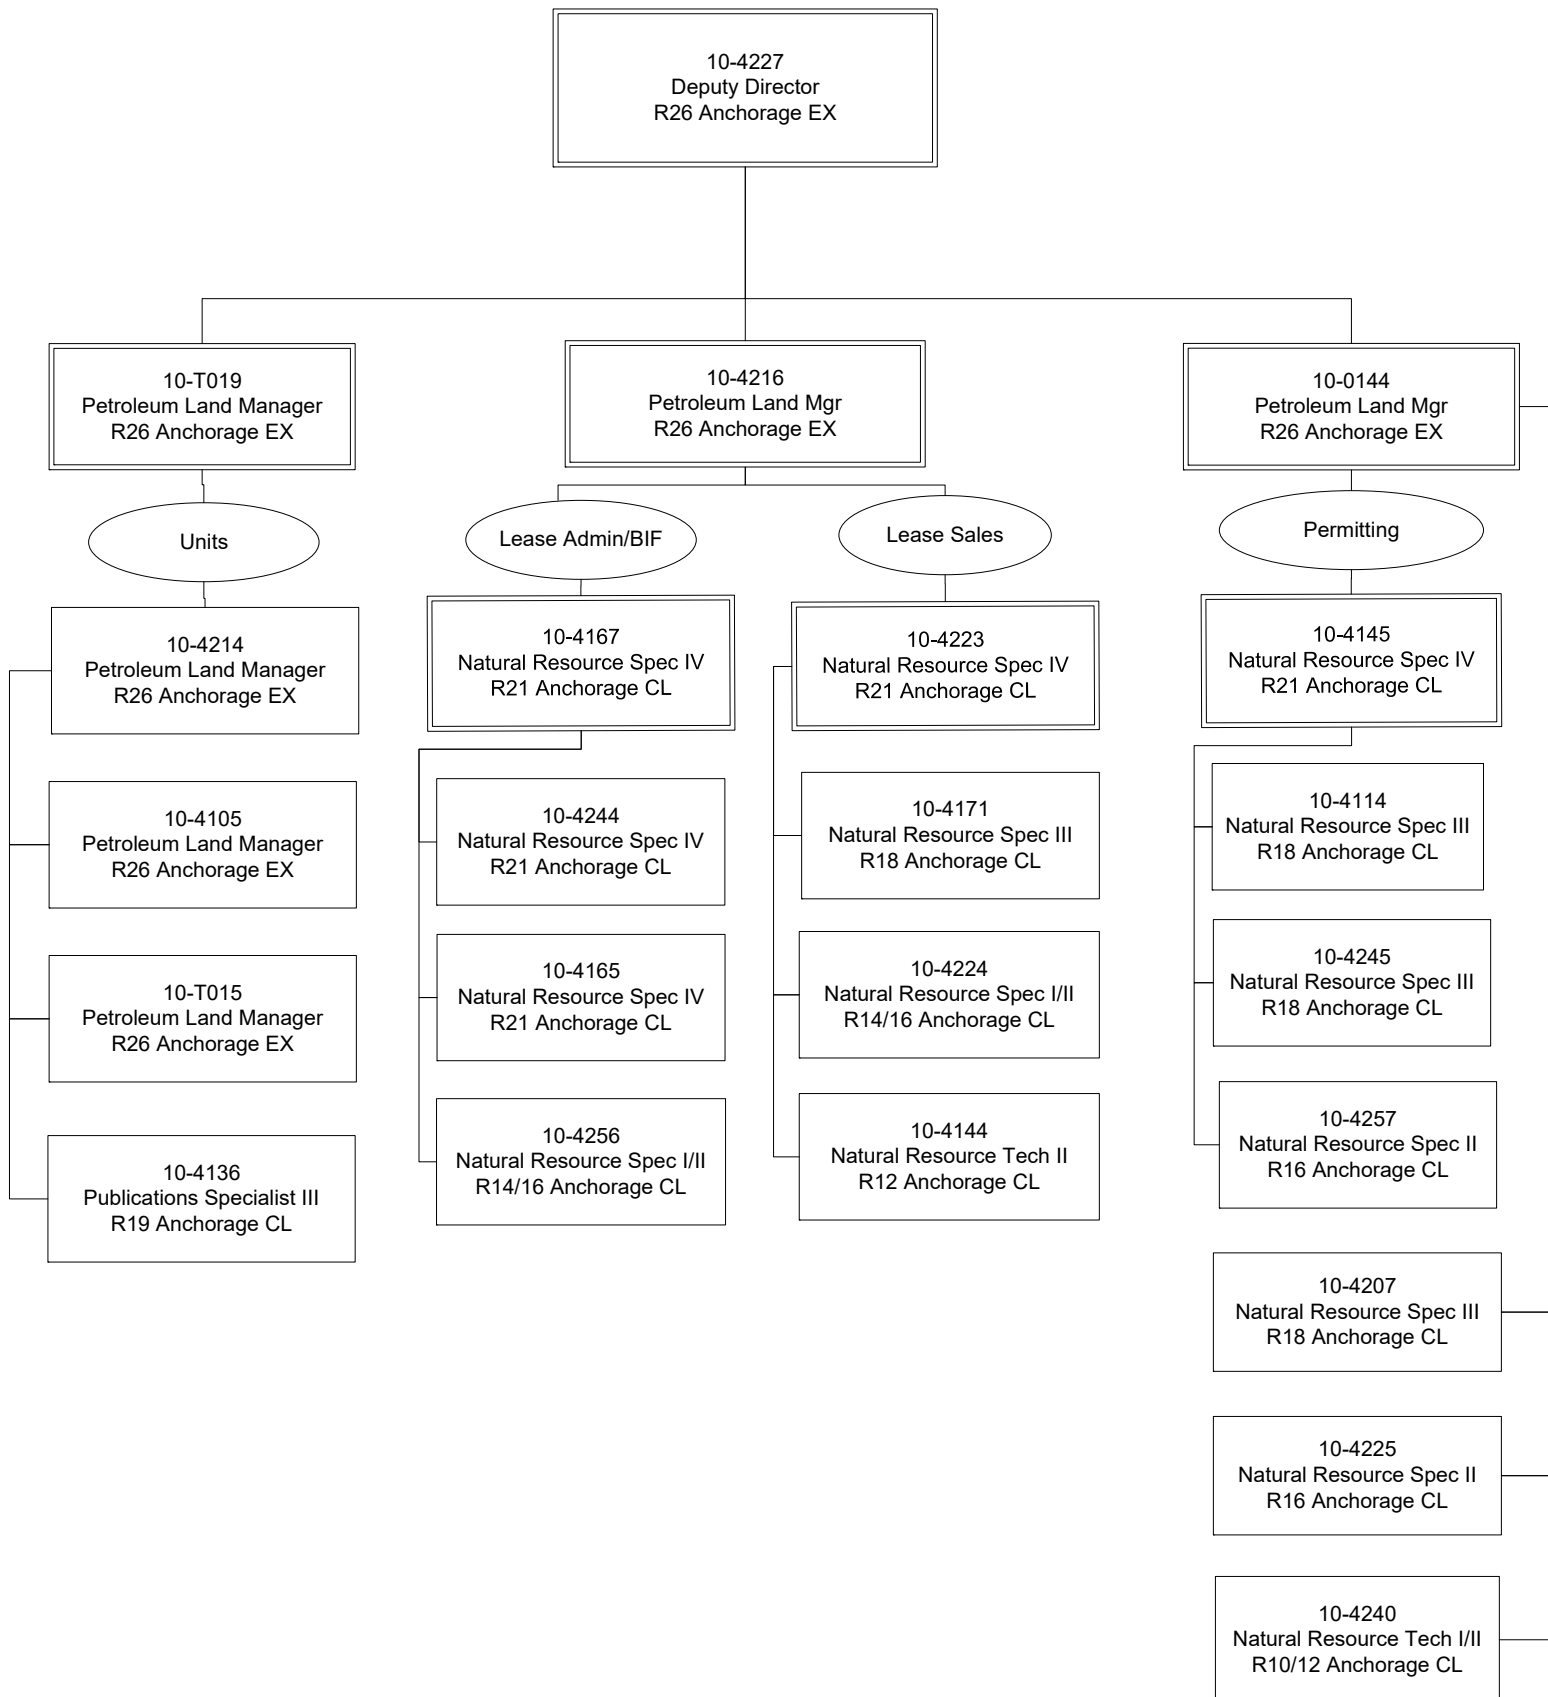 10-4227
Deputy Director
R26 Anchorage EX
10-T019
Petroleum Land Manager
R26 Anchorage EX
10-4216
Petroleum Land Mgr
R26 Anchorage EX
10-0144
Petroleum Land Mgr
R26 Anchorage EX
Units
Lease Admin/BIF
Lease Sales
Permitting
10-4214
Petroleum Land Manager
R26 Anchorage EX
10-4105
Petroleum Land Manager
R26 Anchorage EX
10-T015
Petroleum Land Manager
R26 Anchorage EX
10-4136
Publications Specialist III
R19 Anchorage CL
10-4167
Natural Resource Spec IV
R21 Anchorage CL
10-4244
Natural Resource Spec IV
R21 Anchorage CL
10-4165
Natural Resource Spec IV
R21 Anchorage CL
10-4256
Natural Resource Spec I/II
R14/16 Anchorage CL
10-4223
Natural Resource Spec IV
R21 Anchorage CL
10-4171
Natural Resource Spec III
R18 Anchorage CL
10-4224
Natural Resource Spec I/II
R14/16 Anchorage CL
10-4144
Natural Resource Tech II
R12 Anchorage CL
10-4145
Natural Resource Spec IV
R21 Anchorage CL
10-4114
Natural Resource Spec III
R18 Anchorage CL
10-4245
Natural Resource Spec III
R18 Anchorage CL
10-4257
Natural Resource Spec II
R16 Anchorage CL
10-4207
Natural Resource Spec III
R18 Anchorage CL
10-4225
Natural Resource Spec II
R16 Anchorage CL
10-4240
Natural Resource Tech I/II
R10/12 Anchorage CL